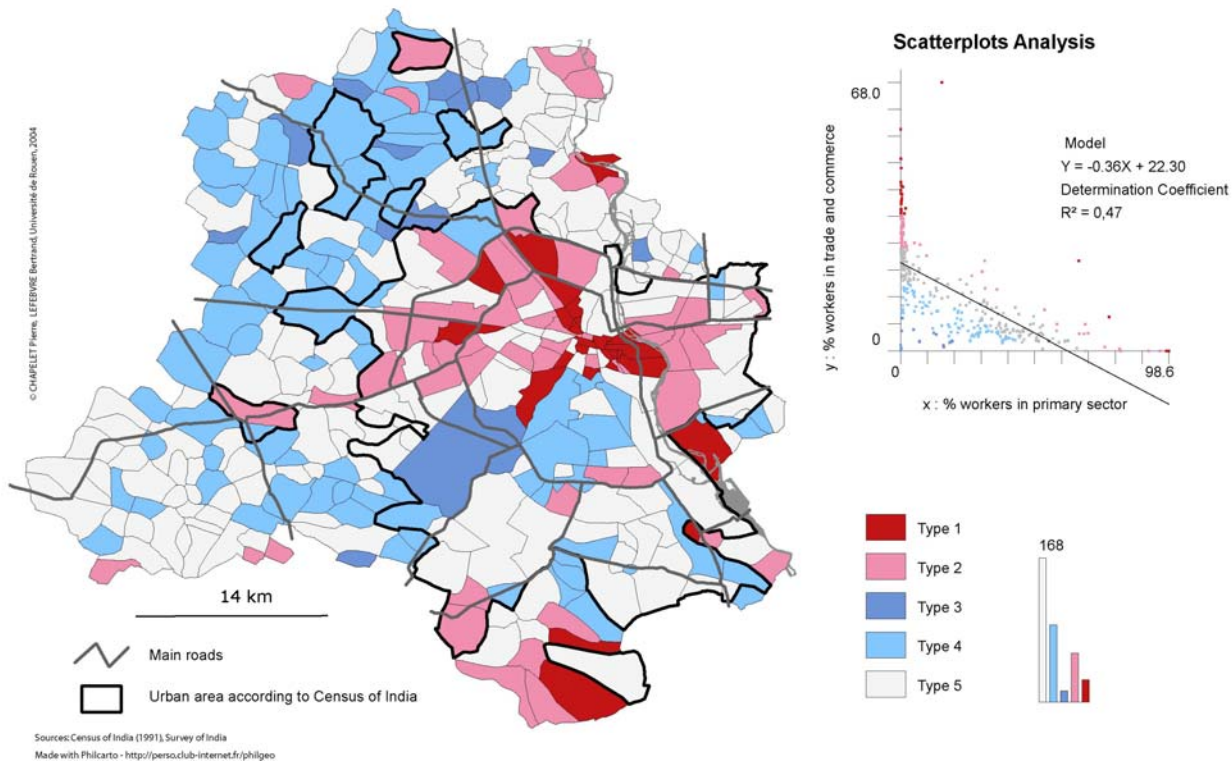 © CHAPELET Pierre, LEFEBVRE Bertrand, Université de Rouen, 2004
14 km
Main roads
Urban area according to Census of India
Sources: Census of India (1991), Survey of India
Made with Philcarto - http://perso.club-internet.fr/philgeo
Scatterplots Analysis
68.0
Model
Y = -0.36X + 22.30
Determination Coefficient
R² = 0,47
y : % workers in trade and commerce
0
0
98.6
x : % workers in primary sector
Type 1
Type 2
Type 3
Type 4
Type 5
168